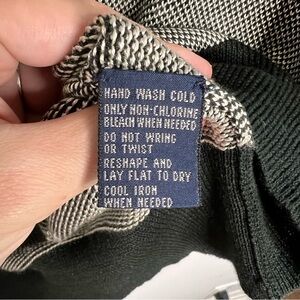 HAND WASH COLD
ONLY NON-CHLORINE
BLEACH WHEN NEEDED
DO NOT WRING
OR TWIST
RESHAPE AND
LAY FLAT TO DRY
COOL IRON
WHEN NEEDED